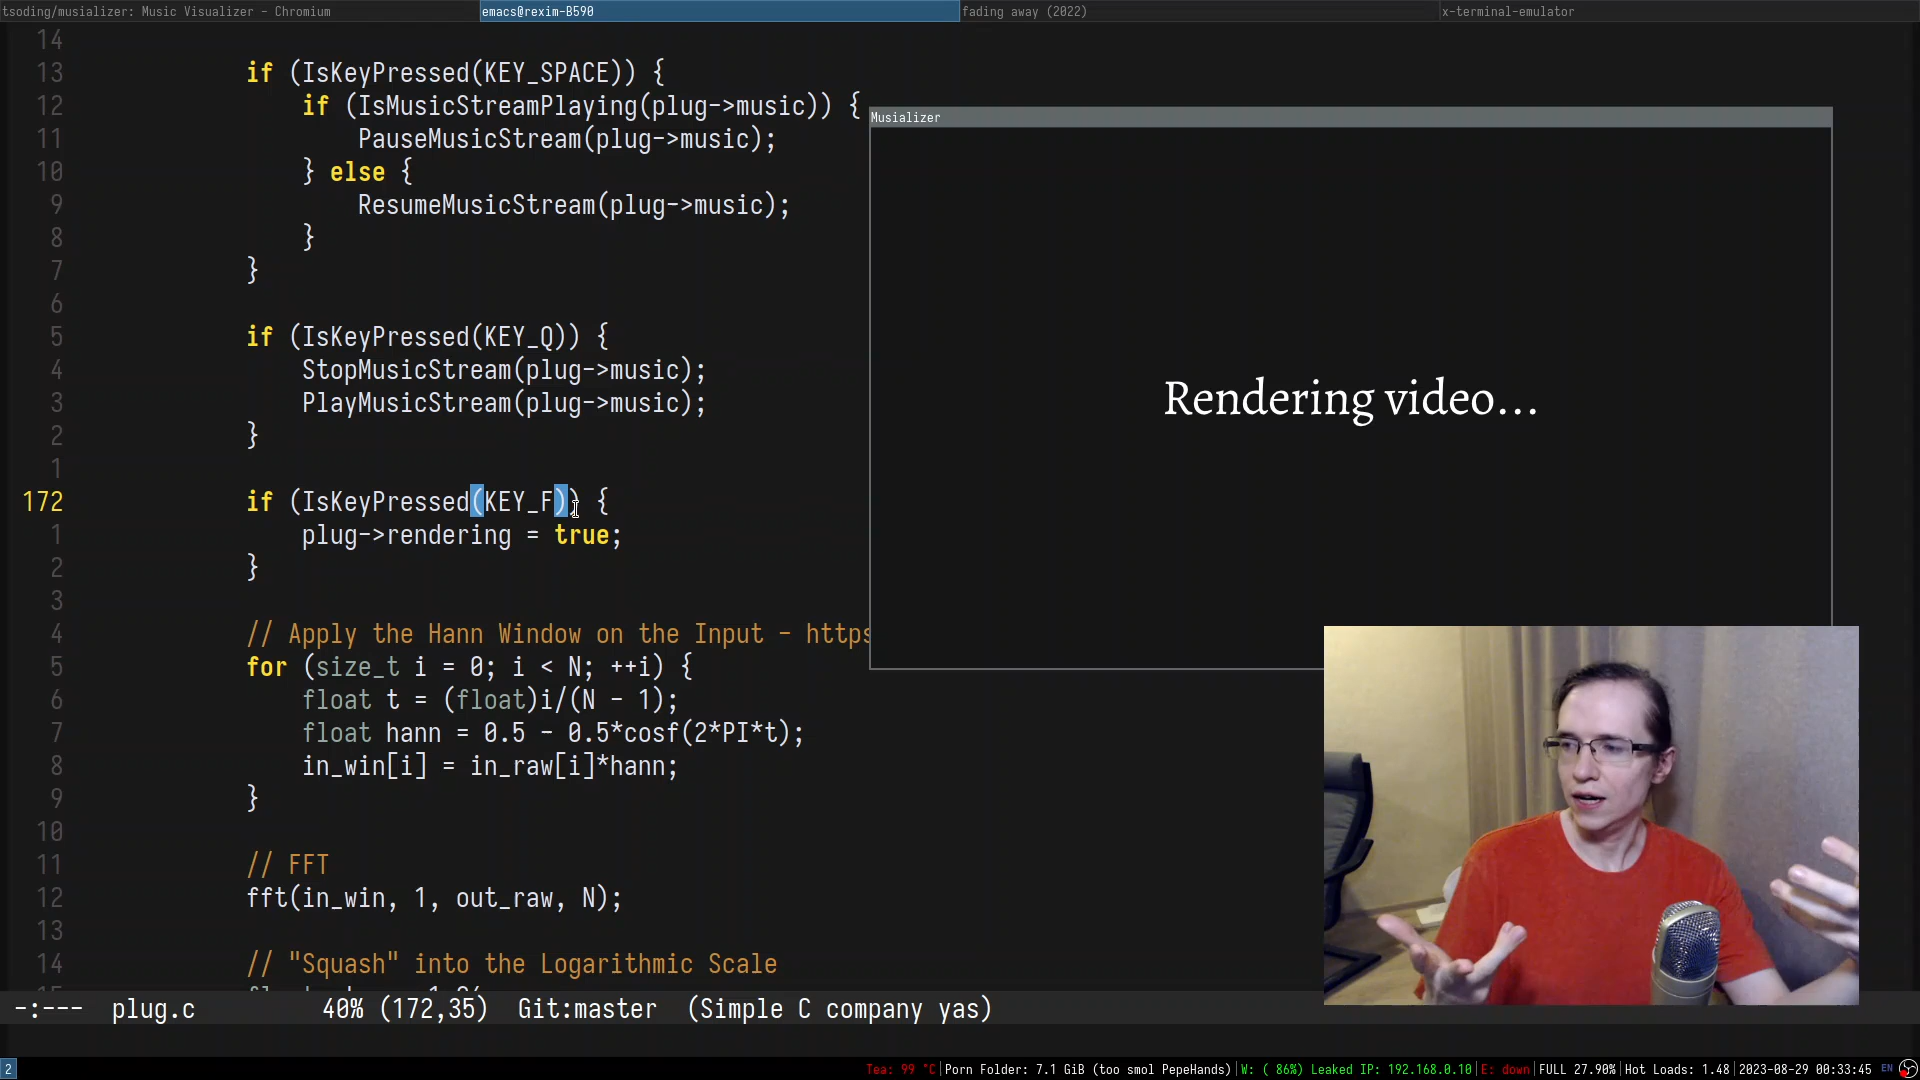 tsoding/musializer: Music Visualizer - Chromium
emacs@rexim-B590
fading away (2022)
x-terminal-emulator
14
13 if (IsKeyPressed(KEY_SPACE)) {
12 if (IsMusicStreamPlaying(plug->music)) {
11 PauseMusicStream(plug->music);
10 } else {
9 ResumeMusicStream(plug->music);
8 }
7 }
6
5 if (IsKeyPressed(KEY_Q)) {
4 StopMusicStream(plug->music);
3 PlayMusicStream(plug->music);
2 }
1
172 if (IsKeyPressed(KEY_F)) {
1 plug->rendering = true;
2 }
3
4 // Apply the Hann Window on the Input - https
5 for (size_t i = 0; i < N; ++i) {
6 float t = (float)i/(N - 1);
7 float hann = 0.5 - 0.5*cosf(2*PI*t);
8 in_win[i] = in_raw[i]*hann;
9 }
10
11 // FFT
12 fft(in_win, 1, out_raw, N);
13
14 // "Squash" into the Logarithmic Scale
Musializer
Rendering video...
-:--- plug.c 40% (172,35) Git:master (Simple C company yas)
2
Tea: 99 °C|Porn Folder: 7.1 GiB (too smol PepeHands)|W: ( 86%) Leaked IP: 192.168.0.10|E: down|FULL 27.90%|Hot Loads: 1.48|2023-08-29 00:33:45 EN